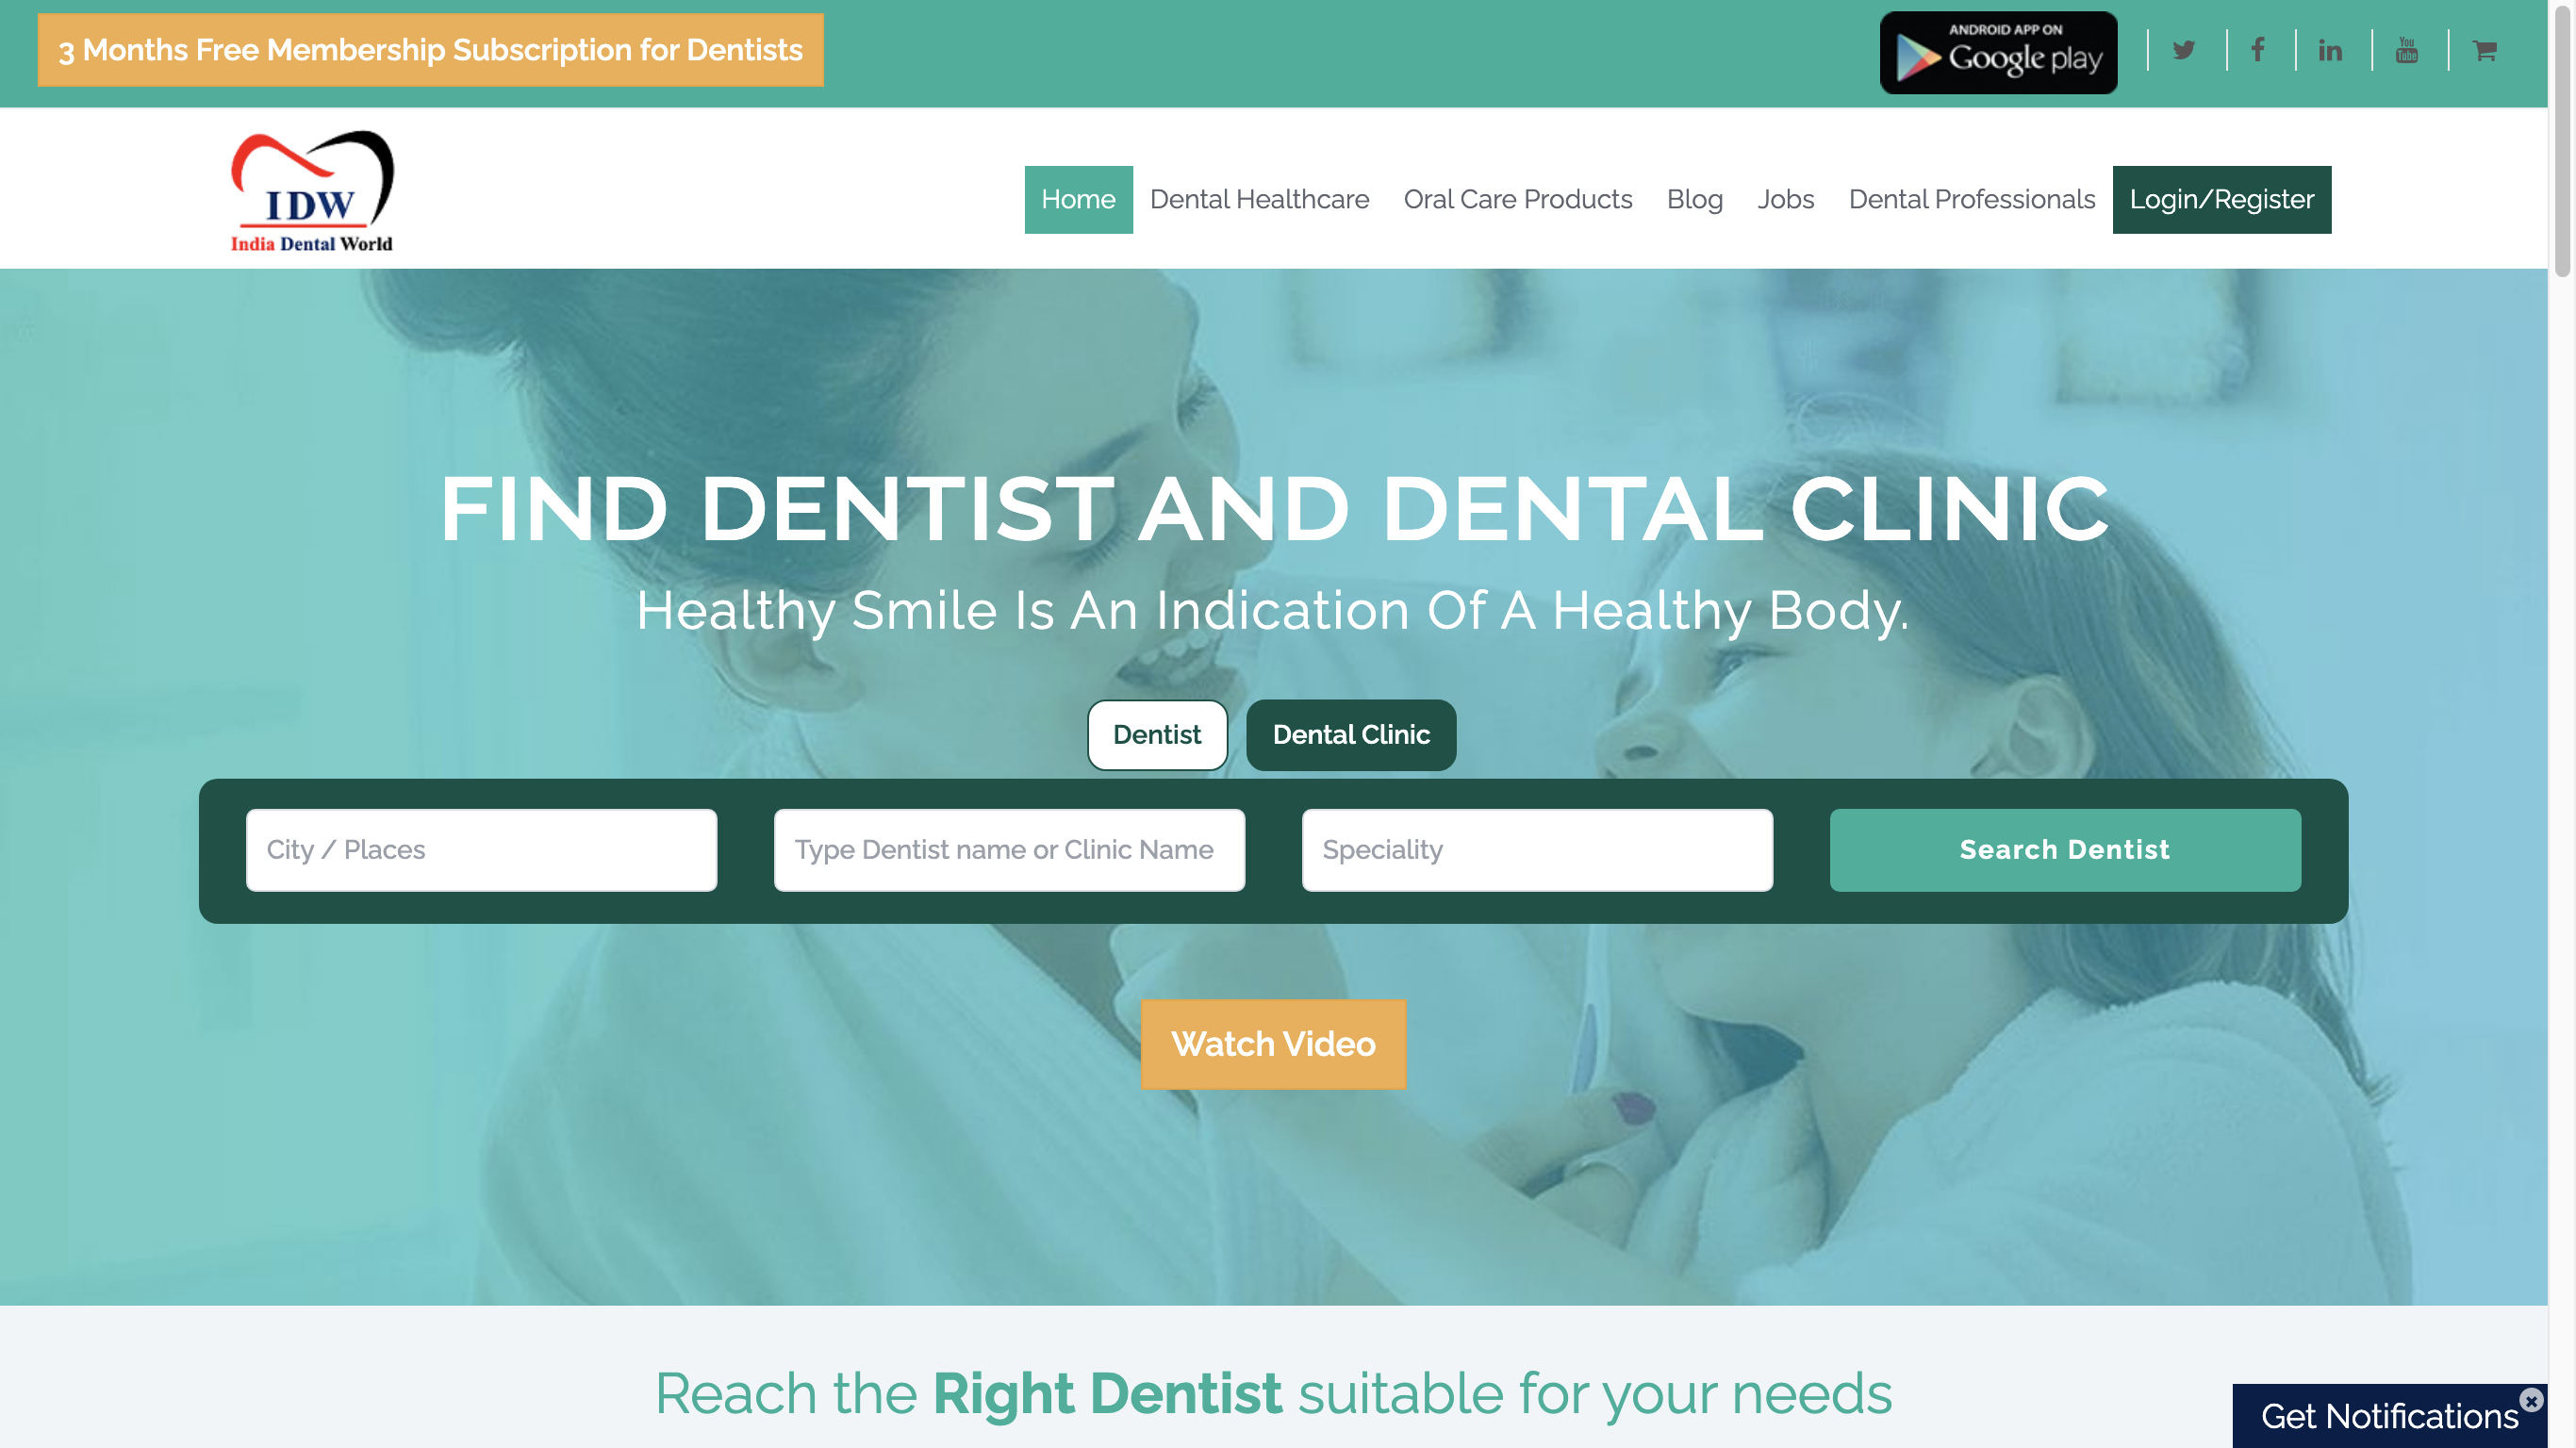 3 Months Free Membership Subscription for Dentists
ANDROID APP ON
Google play
You
Tube
IDW
India Dental World
Home
Dental Healthcare
Oral Care Products
Blog
Jobs
Dental Professionals
Login/Register
FIND DENTIST AND DENTAL CLINIC
Healthy Smile Is An Indication Of A Healthy Body.
Dentist
Dental Clinic
City / Places
Type Dentist name or Clinic Name
Speciality
Search Dentist
Watch Video
Reach the Right Dentist suitable for your needs
Get Notifications